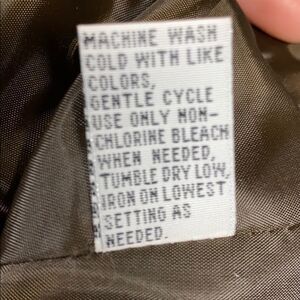 MACHINE WASH
COLD WITH LIKE
COLORS,
GENTLE CYCLE
USE ONLY NON-
CHLORINE BLEACH
WHEN NEEDED,
TUMBLE DRY LOW,
IRON ON LOWEST
SETTING AS
NEEDED.